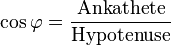 cos φ = Ankathete / Hypotenuse